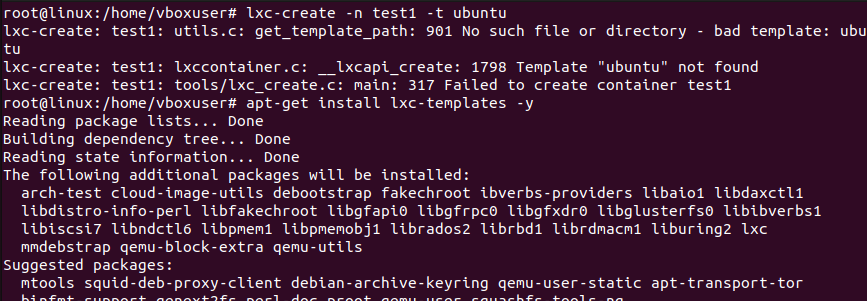 root@linux:/home/vboxuser# lxc-create -n test1 -t ubuntu
lxc-create: test1: utils.c: get_template_path: 901 No such file or directory - bad template: ubun
tu
lxc-create: test1: lxccontainer.c: __lxcapi_create: 1798 Template "ubuntu" not found
lxc-create: test1: tools/lxc_create.c: main: 317 Failed to create container test1
root@linux:/home/vboxuser# apt-get install lxc-templates -y
Reading package lists... Done
Building dependency tree... Done
Reading state information... Done
The following additional packages will be installed:
  arch-test cloud-image-utils debootstrap fakechroot ibverbs-providers libaio1 libdaxctl1
  libdistro-info-perl libfakechroot libgfapi0 libgfrpc0 libgfxdr0 libglusterfs0 libibverbs1
  libiscsi7 libndctl6 libpmem1 libpmemobj1 librados2 librbd1 librdmacm1 liburing2 lxc
  mmdebstrap qemu-block-extra qemu-utils
Suggested packages:
  mtools squid-deb-proxy-client debian-archive-keyring qemu-user-static apt-transport-tor